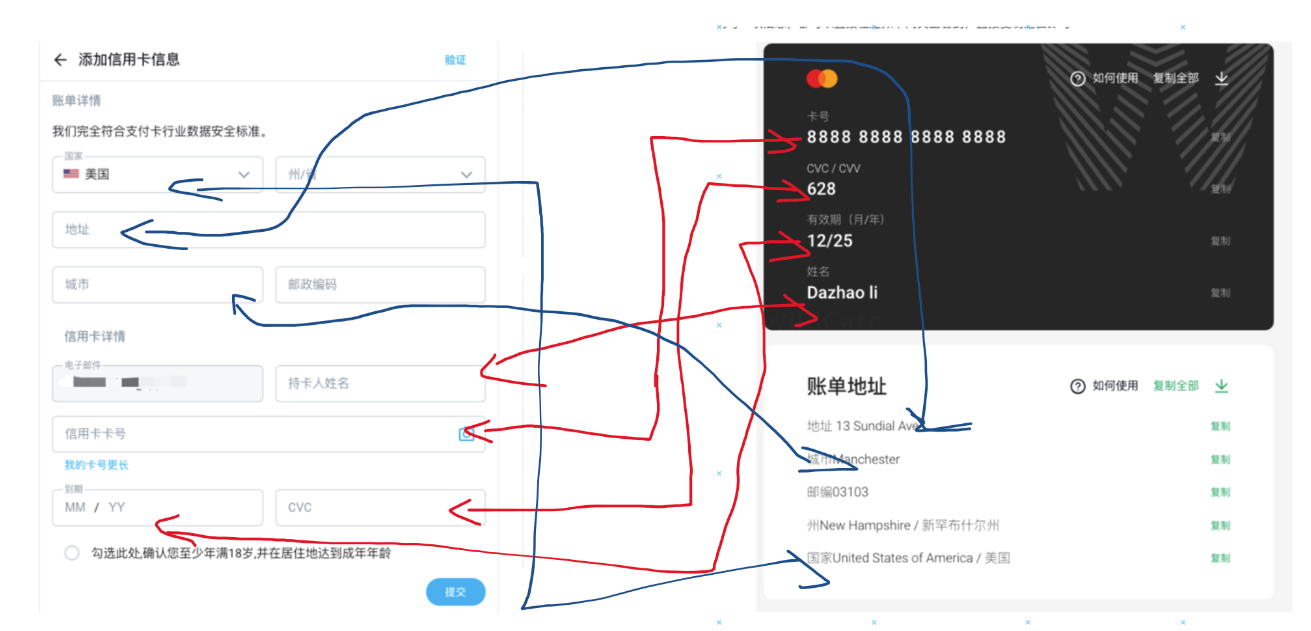 添加信用卡信息
验证
账单详情
我们完全符合支付卡行业数据安全标准。
国家
美国
州/省
地址
城市
邮政编码
信用卡详情
电子邮件
持卡人姓名
信用卡卡号
我的卡号更长
到期
MM / YY
CVC
勾选此处,确认您至少年满18岁,并在居住地达到成年年龄
提交
如何使用 复制全部
卡号
8888 8888 8888 8888
复制
CVC / CVV
628
复制
有效期（月/年）
12/25
复制
姓名
Dazhao li
复制
账单地址
如何使用 复制全部
地址 13 Sundial Ave
复制
城市Manchester
复制
邮编03103
复制
州New Hampshire / 新罕布什尔州
复制
国家United States of America / 美国
复制